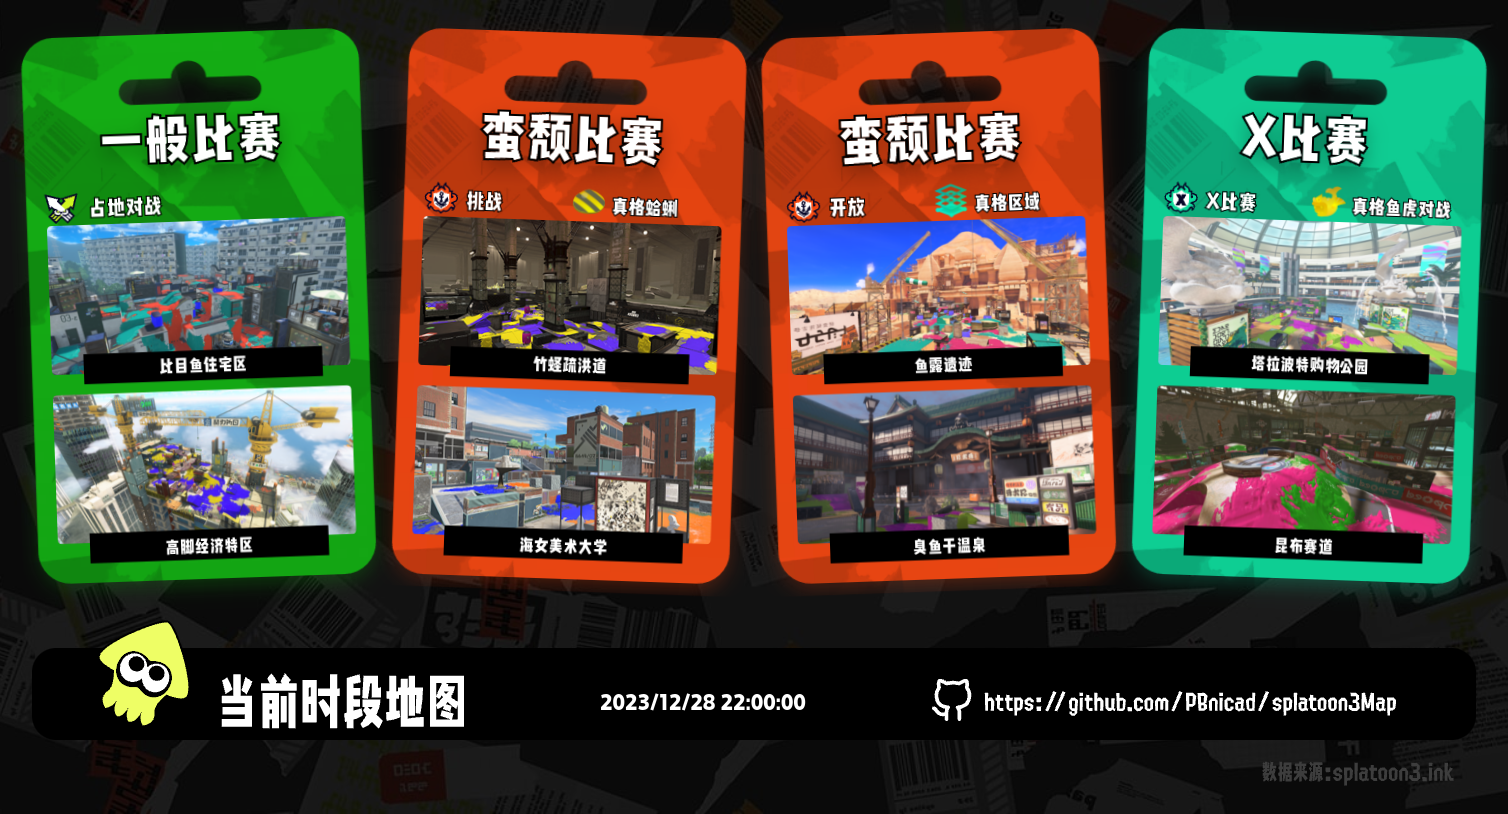 一般比赛
占地对战
比目鱼住宅区
高脚经济特区
蛮颓比赛
挑战
真格蛤蜊
竹蛏疏洪道
海女美术大学
蛮颓比赛
开放
真格区域
鱼露遗迹
臭鱼干温泉
X比赛
X比赛
真格鱼虎对战
塔拉波特购物公园
昆布赛道
当前时段地图
2023/12/28 22:00:00
https://github.com/PBnicad/splatoon3Map
数据来源:splatoon3.ink